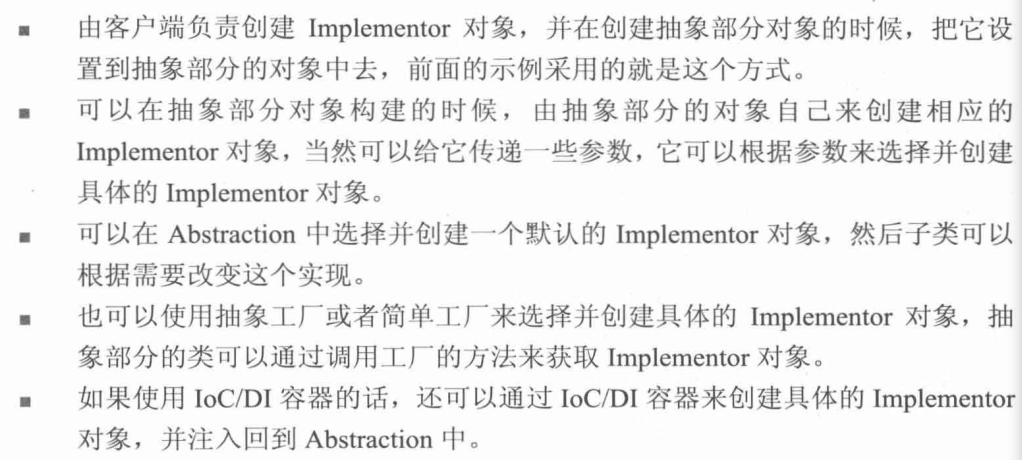 ■ 由客户端负责创建 Implementor 对象，并在创建抽象部分对象的时候，把它设
置到抽象部分的对象中去，前面的示例采用的就是这个方式。
■ 可以在抽象部分对象构建的时候，由抽象部分的对象自己来创建相应的
Implementor 对象，当然可以给它传递一些参数，它可以根据参数来选择并创建
具体的 Implementor 对象。
■ 可以在 Abstraction 中选择并创建一个默认的 Implementor 对象，然后子类可以
根据需要改变这个实现。
■ 也可以使用抽象工厂或者简单工厂来选择并创建具体的 Implementor 对象，抽
象部分的类可以通过调用工厂的方法来获取 Implementor 对象。
■ 如果使用 IoC/DI 容器的话，还可以通过 IoC/DI 容器来创建具体的 Implementor
对象，并注入回到 Abstraction 中。